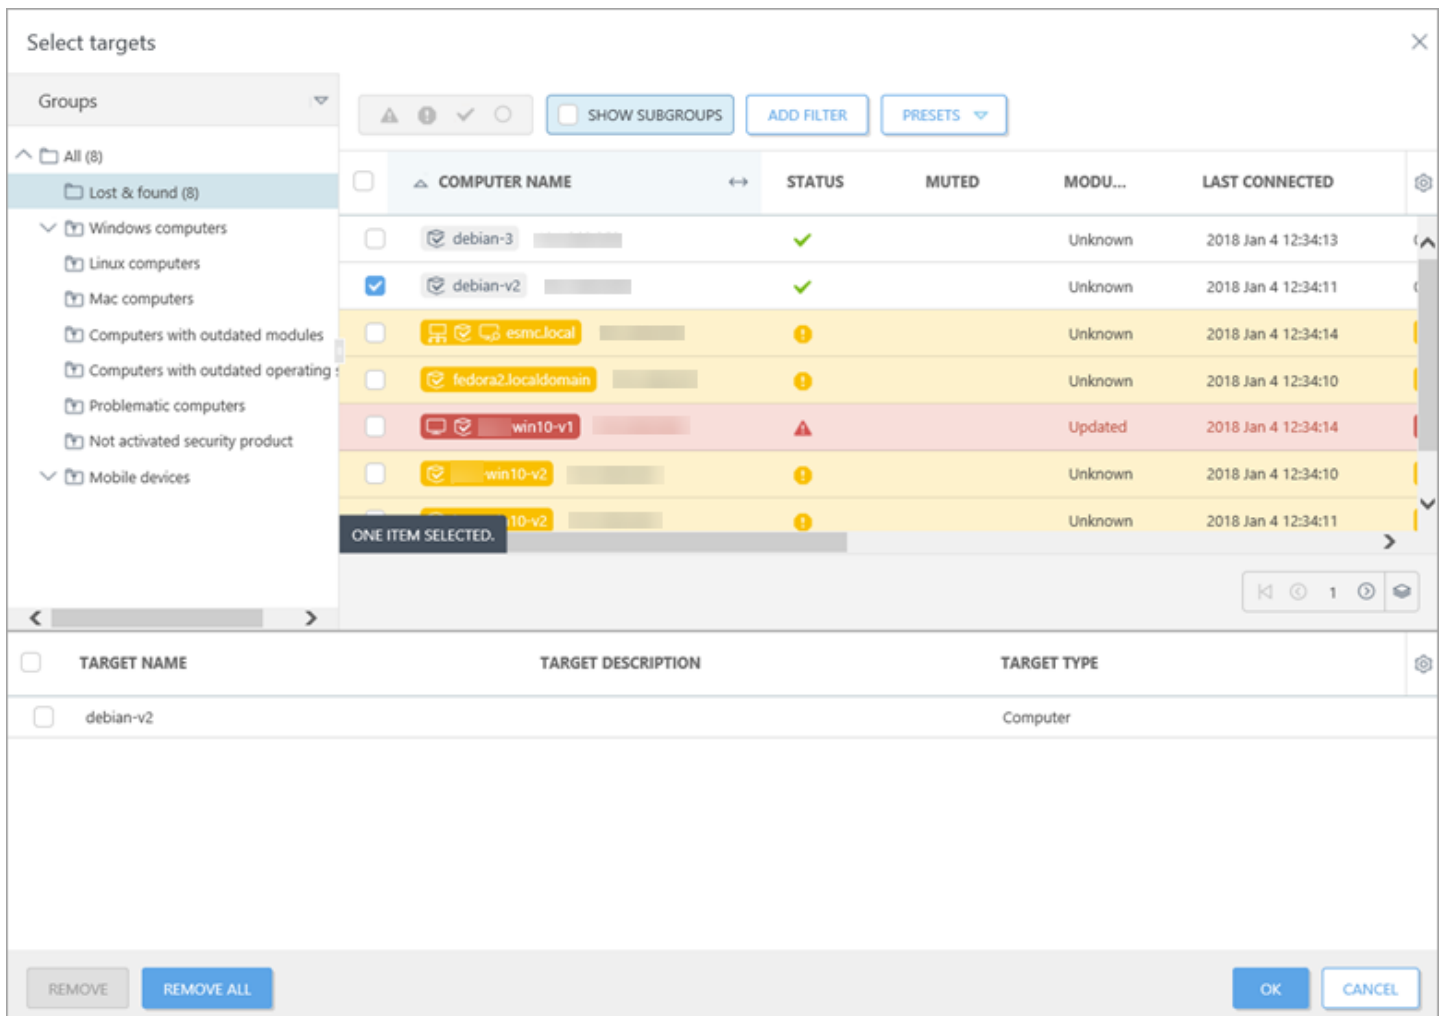 Select targets
Groups
SHOW SUBGROUPS
ADD FILTER
PRESETS
All (8)
Lost & found (8)
Windows computers
Linux computers
Mac computers
Computers with outdated modules
Computers with outdated operating
Problematic computers
Not activated security product
Mobile devices
COMPUTER NAME STATUS MUTED MODU... LAST CONNECTED
debian-3 Unknown 2018 Jan 4 12:34:13
debian-v2 Unknown 2018 Jan 4 12:34:11
esmc.local Unknown 2018 Jan 4 12:34:14
fedora2.localdomain Unknown 2018 Jan 4 12:34:10
win10-v1 Updated 2018 Jan 4 12:34:14
win10-v2 Unknown 2018 Jan 4 12:34:10
10-v2 Unknown 2018 Jan 4 12:34:11
ONE ITEM SELECTED.
1
TARGET NAME TARGET DESCRIPTION TARGET TYPE
debian-v2 Computer
REMOVE
REMOVE ALL
OK
CANCEL